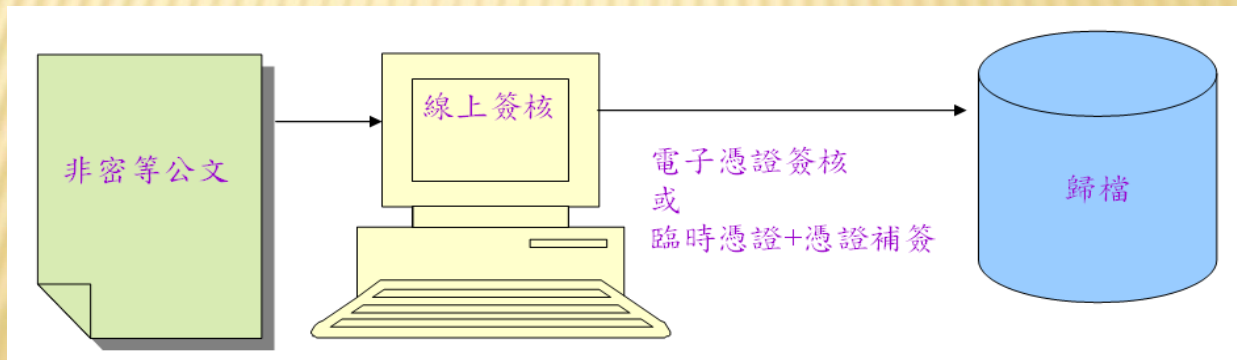 非密等公文
線上簽核
電子憑證簽核
或
臨時憑證+憑證補簽
歸檔